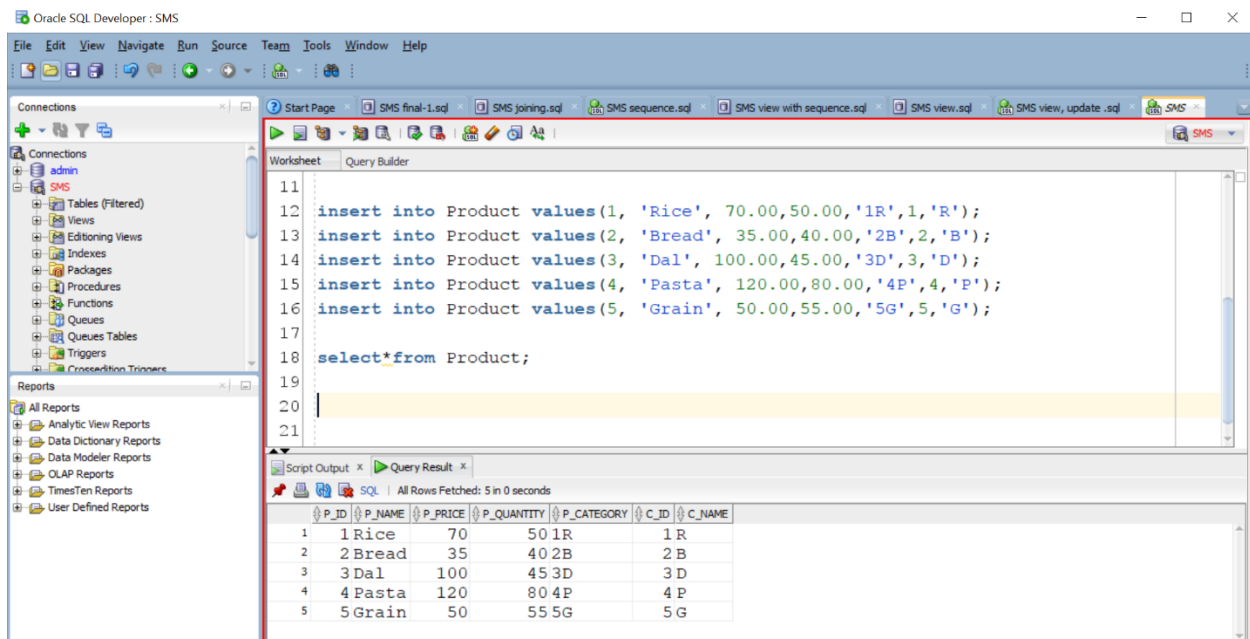 Oracle SQL Developer : SMS
File Edit View Navigate Run Source Team Tools Window Help
Connections
Start Page SMS final-1.sql SMS joining.sql SMS sequence.sql SMS view with sequence.sql SMS view.sql SMS view, update .sql SMS
SMS
Connections
admin
SMS
Tables (Filtered)
Views
Editioning Views
Indexes
Packages
Procedures
Functions
Queues
Queues Tables
Triggers
Crossedition Triggers
Reports
All Reports
Analytic View Reports
Data Dictionary Reports
Data Modeler Reports
OLAP Reports
TimesTen Reports
User Defined Reports
Worksheet Query Builder
11
12 insert into Product values(1, 'Rice', 70.00,50.00,'1R',1,'R');
13 insert into Product values(2, 'Bread', 35.00,40.00,'2B',2,'B');
14 insert into Product values(3, 'Dal', 100.00,45.00,'3D',3,'D');
15 insert into Product values(4, 'Pasta', 120.00,80.00,'4P',4,'P');
16 insert into Product values(5, 'Grain', 50.00,55.00,'5G',5,'G');
17
18 select*from Product;
19
20
21
Script Output x Query Result x
SQL | All Rows Fetched: 5 in 0 seconds
P_ID P_NAME P_PRICE P_QUANTITY P_CATEGORY C_ID C_NAME
1 1 Rice 70 50 1R 1 R
2 2 Bread 35 40 2B 2 B
3 3 Dal 100 45 3D 3 D
4 4 Pasta 120 80 4P 4 P
5 5 Grain 50 55 5G 5 G